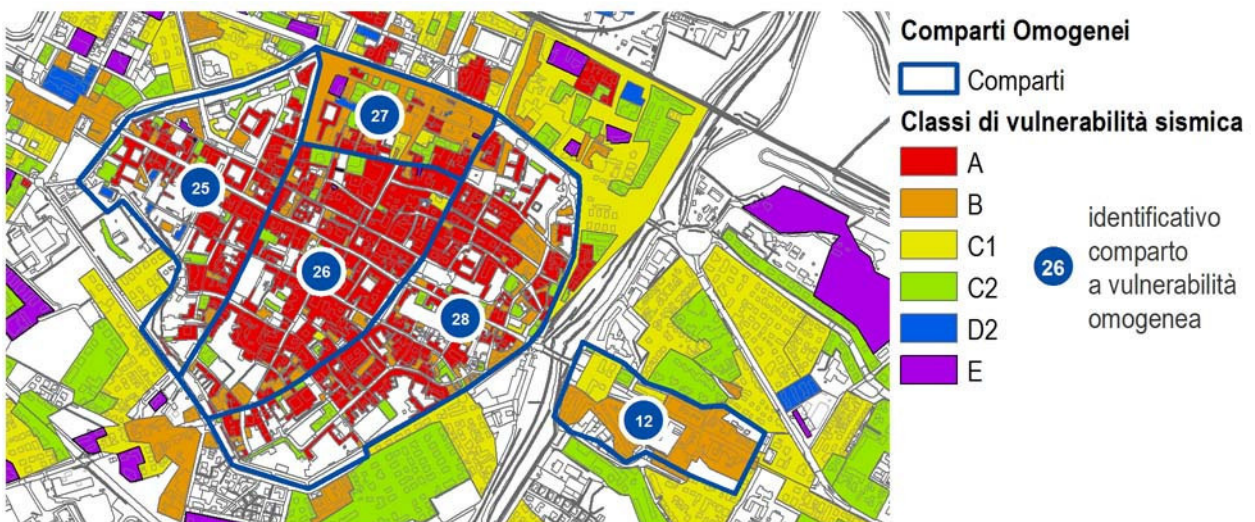 27
25
26
28
12
Comparti Omogenei
Comparti
Classi di vulnerabilità sismica
A
B
C1
C2
D2
E
26
identificativo
comparto
a vulnerabilità
omogenea